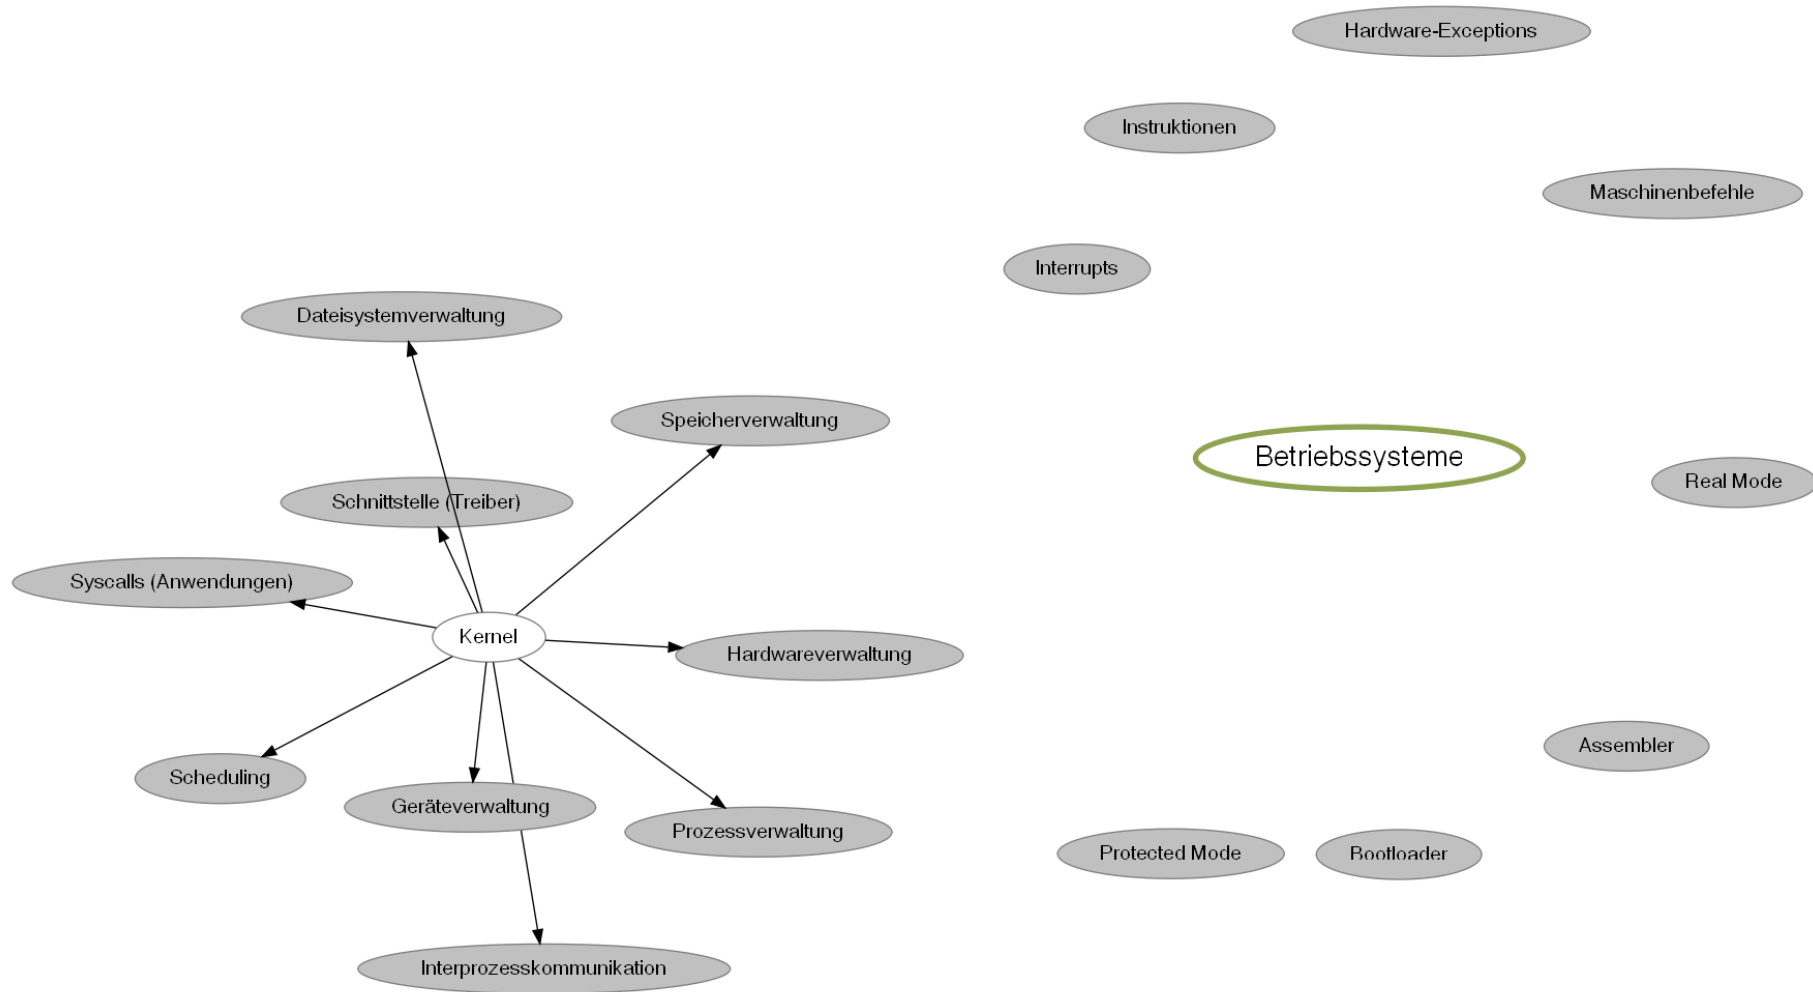 Hardware-Exceptions
Instruktionen
Maschinenbefehle
Interrupts
Dateisystemverwaltung
Speicherverwaltung
Betriebssysteme
Real Mode
Schnittstelle (Treiber)
Syscalls (Anwendungen)
Kernel
Hardwareverwaltung
Assembler
Scheduling
Geräteverwaltung
Prozessverwaltung
Protected Mode
Bootloader
Interprozesskommunikation